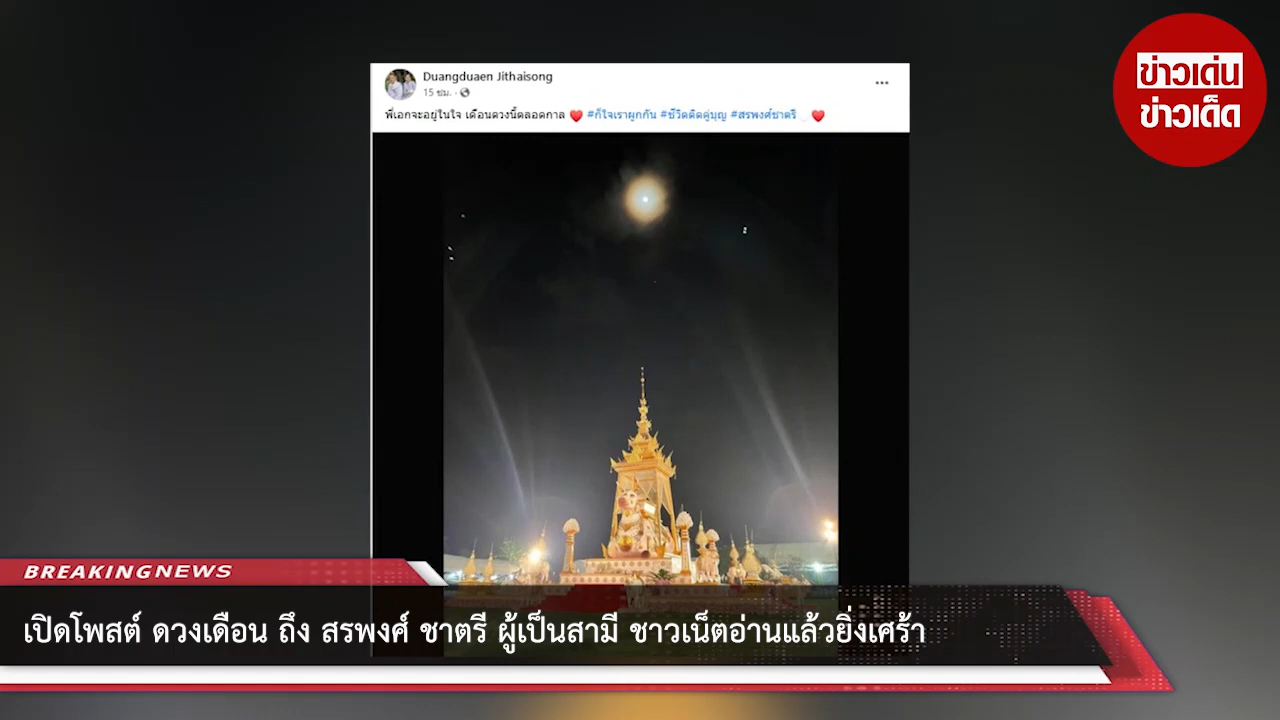 Duangduaen Jithaisong
15 ชม.
พี่เอกจะอยู่ในใจ เดือนดวงนี้ตลอดกาล ❤️ #ก็ใจเราผูกกัน #ชีวิตติดคู่บุญ #สรพงศ์ชาตรี ❤️
ข่าวเด่น
ข่าวเด็ด
BREAKINGNEWS
เปิดโพสต์ ดวงเดือน ถึง สรพงศ์ ชาตรี ผู้เป็นสามี ชาวเน็ตอ่านแล้วยิ่งเศร้า